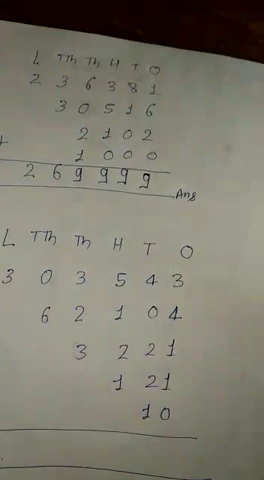 L TTh Th H T O
2 3 6 3 8 1
3 0 5 1 6
2 1 0 2
+ 1 0 0 0
2 6 9 9 9 9 Ans
L TTh Th H T O
3 0 3 5 4 3
6 2 1 0 4
3 2 2 1
1 2 1
1 0